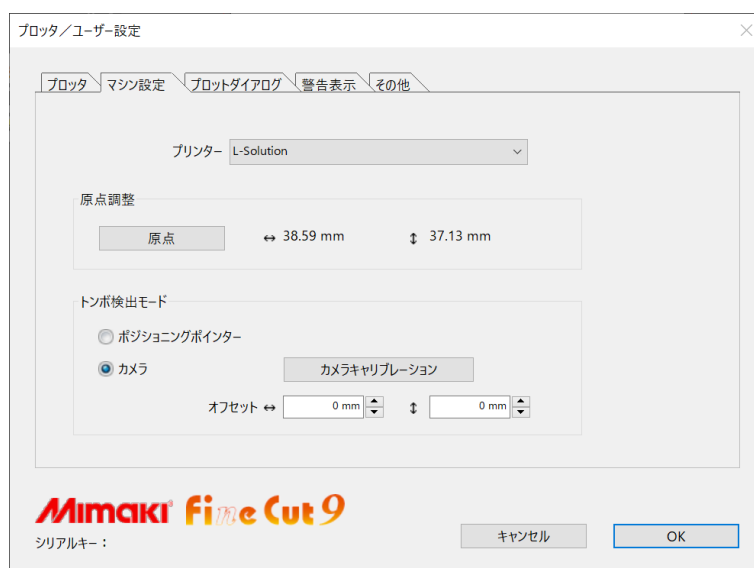 プロッタ／ユーザー設定
プロッタ マシン設定 プロットダイアログ 警告表示 その他
プリンター L-Solution
原点調整
原点 ↔ 38.59 mm ↕ 37.13 mm
トンボ検出モード
ポジショニングポインター
カメラ カメラキャリブレーション
オフセット ↔ 0 mm ↕ 0 mm
Mimaki Fine Cut 9
シリアルキー：
キャンセル OK